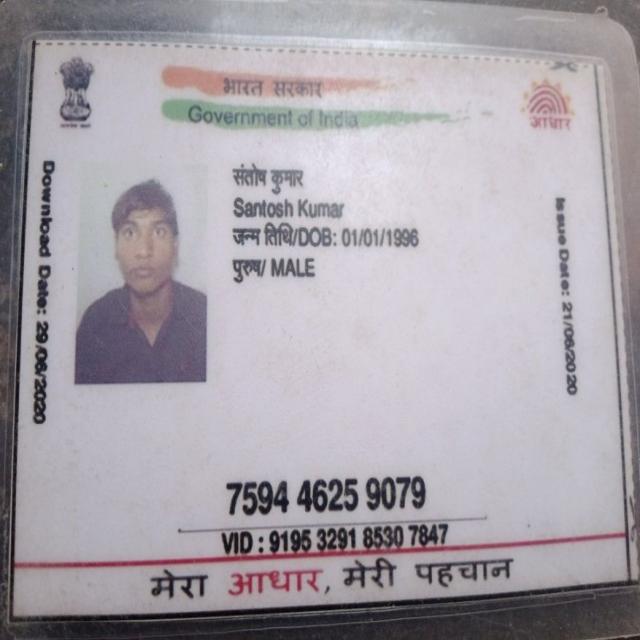 भारत सरकार
Government of India
आधार
संतोष कुमार
Santosh Kumar
जन्म तिथि/DOB: 01/01/1996
पुरुष/ MALE
Download Date: 29/06/2020
Issue Date: 21/06/2020
7594 4625 9079
VID : 9195 3291 8530 7847
मेरा आधार, मेरी पहचान